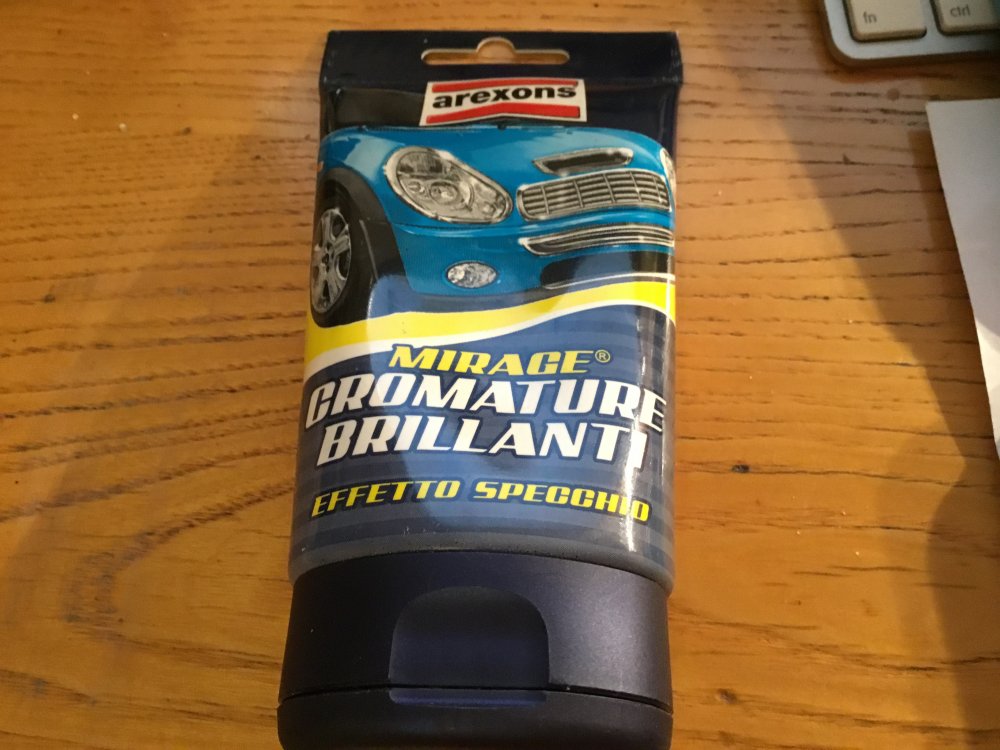 fn
ctrl
arexons
MIRAGE®
CROMATURE
BRILLANTI
EFFETTO SPECCHIO